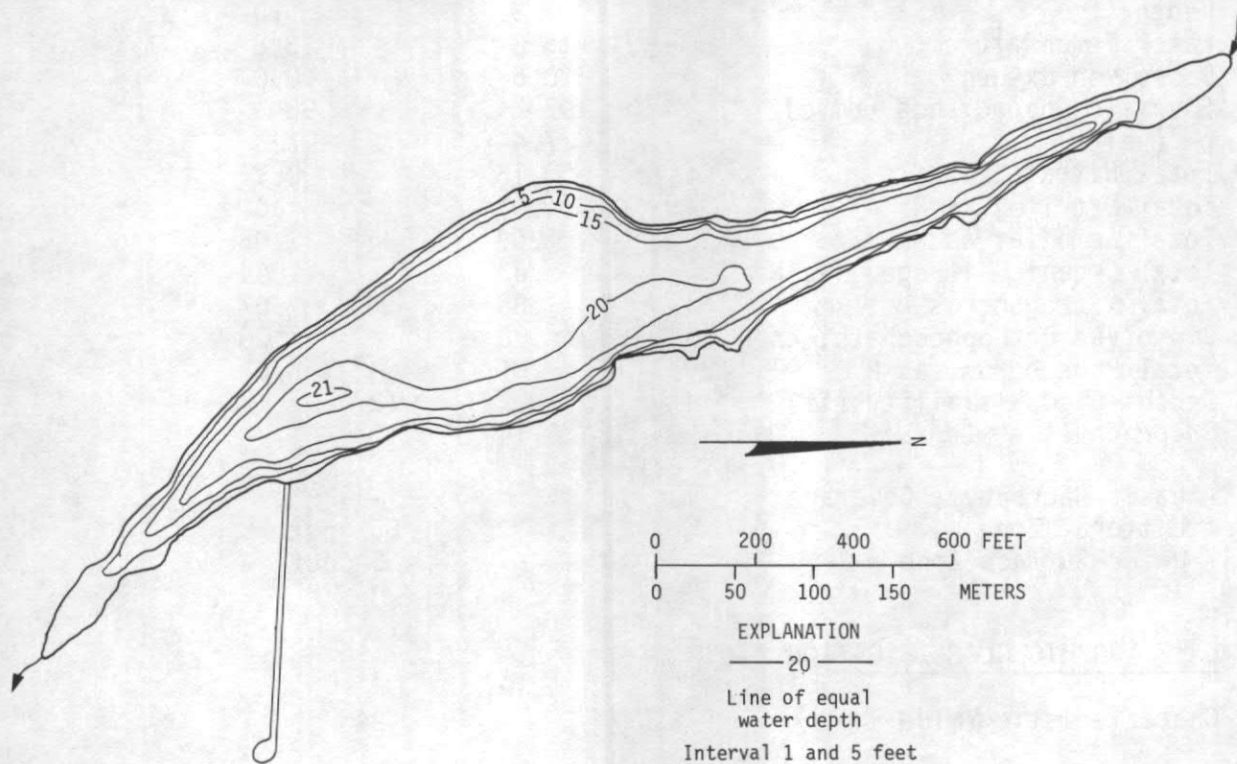 5
10
15
20
21
N
0 200 400 600 FEET
0 50 100 150 METERS
EXPLANATION
20
Line of equal
water depth
Interval 1 and 5 feet